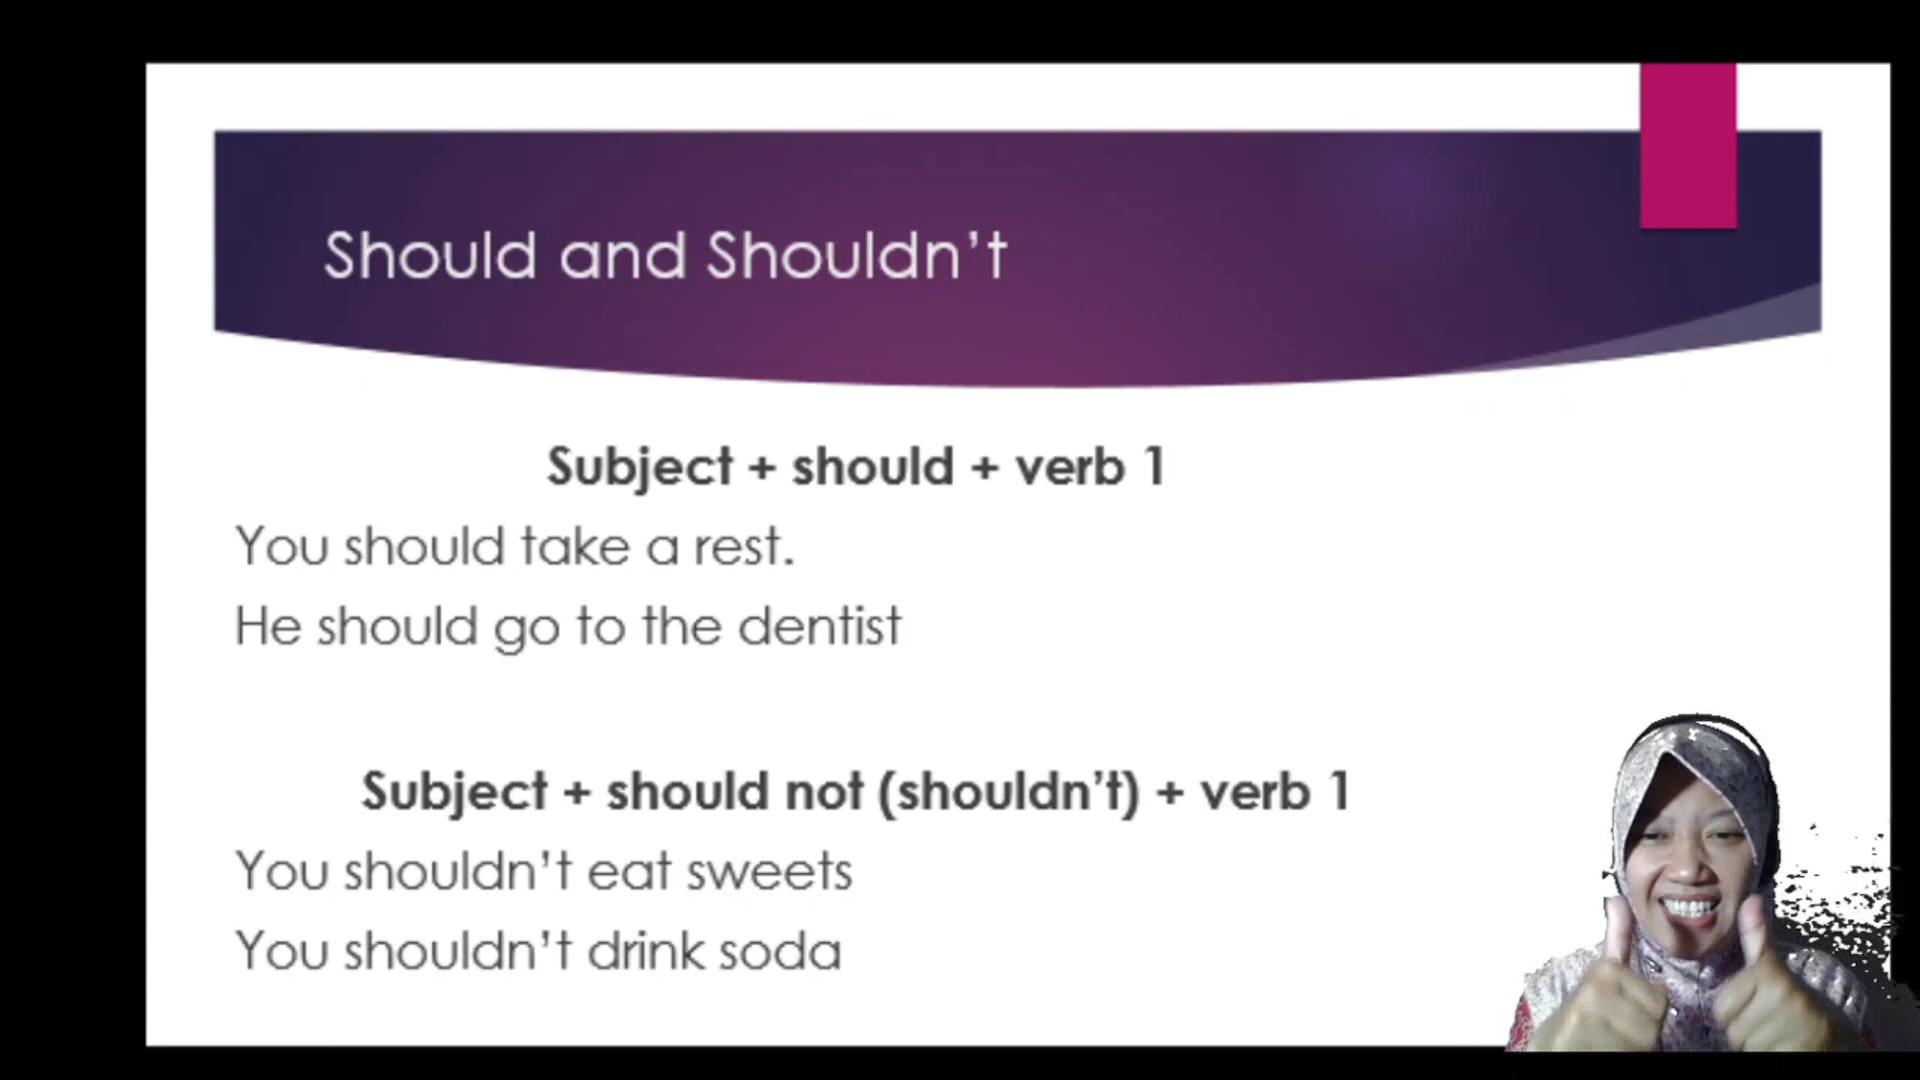 Should and Shouldn't
Subject + should + verb 1
You should take a rest.
He should go to the dentist
Subject + should not (shouldn't) + verb 1
You shouldn't eat sweets
You shouldn't drink soda